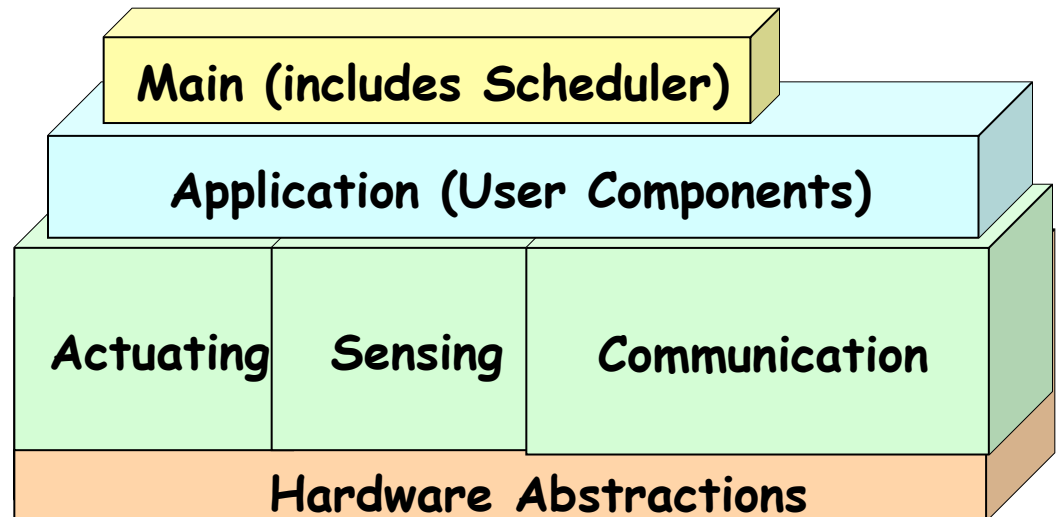 Main (includes Scheduler)
Application (User Components)
Actuating Sensing Communication
Hardware Abstractions